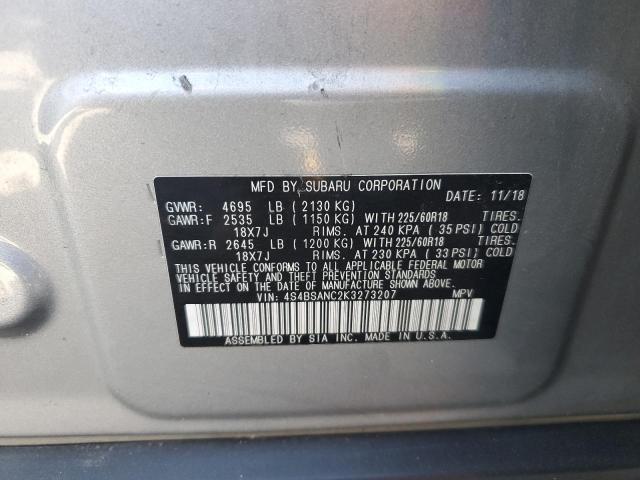 MFD BY SUBARU CORPORATION
DATE: 11/18
GVWR: 4695 LB (2130 KG)
GAWR:F 2535 LB (1150 KG) WITH 225/60R18 TIRES.
18X7J RIMS. AT 240 KPA (35 PSI) COLD
GAWR:R 2645 LB (1200 KG) WITH 225/60R18 TIRES.
18X7J RIMS. AT 230 KPA (33 PSI) COLD
THIS VEHICLE CONFORMS TO ALL APPLICABLE FEDERAL MOTOR
VEHICLE SAFETY AND THEFT PREVENTION STANDARDS
IN EFFECT ON THE DATE OF MANUFACTURE SHOWN ABOVE.
VIN: 4S4BSANC2K3273207 MPV
ASSEMBLED BY SIA INC. MADE IN U.S.A.